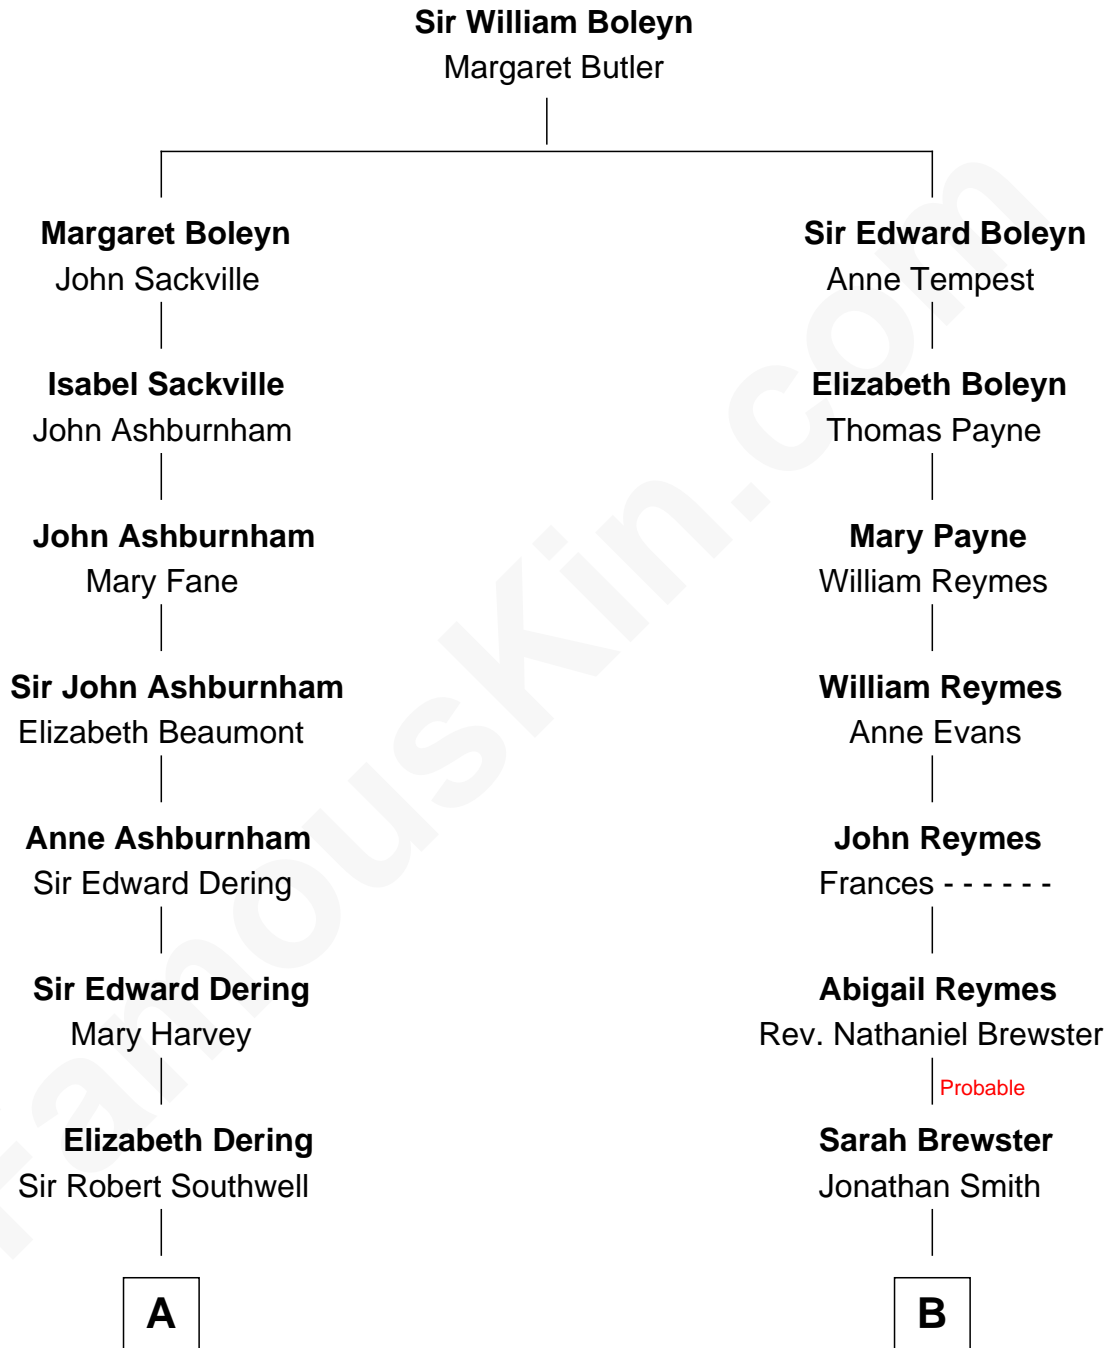 Sir William Boleyn
Margaret Butler
Margaret Boleyn
John Sackville
Isabel Sackville
John Ashburnham
John Ashburnham
Mary Fane
Sir John Ashburnham
Elizabeth Beaumont
Anne Ashburnham
Sir Edward Dering
Sir Edward Dering
Mary Harvey
Elizabeth Dering
Sir Robert Southwell
A
Sir Edward Boleyn
Anne Tempest
Elizabeth Boleyn
Thomas Payne
Mary Payne
William Reymes
William Reymes
Anne Evans
John Reymes
Frances - - - - - -
Abigail Reymes
Rev. Nathaniel Brewster
Probable
Sarah Brewster
Jonathan Smith
B
FamousKin.com